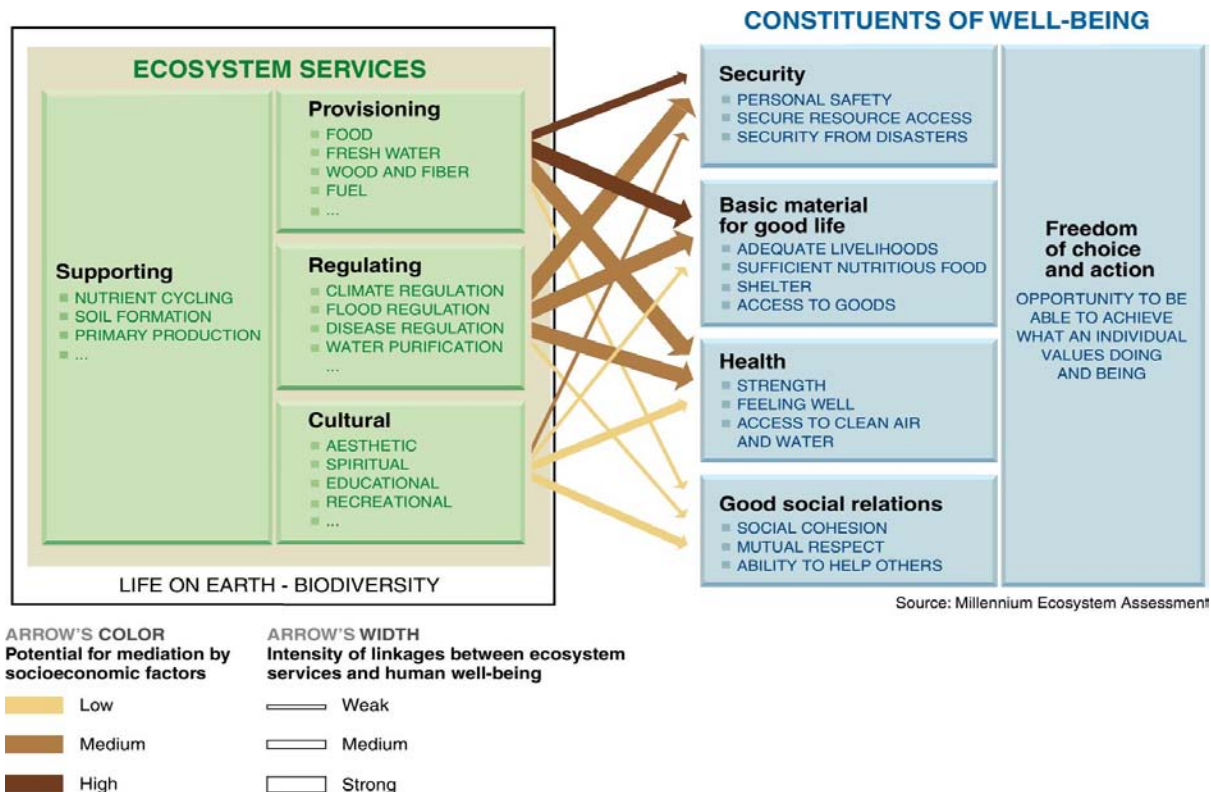 CONSTITUENTS OF WELL-BEING
ECOSYSTEM SERVICES
Supporting
NUTRIENT CYCLING
SOIL FORMATION
PRIMARY PRODUCTION
...
Provisioning
FOOD
FRESH WATER
WOOD AND FIBER
FUEL
...
Regulating
CLIMATE REGULATION
FLOOD REGULATION
DISEASE REGULATION
WATER PURIFICATION
...
Cultural
AESTHETIC
SPIRITUAL
EDUCATIONAL
RECREATIONAL
...
LIFE ON EARTH - BIODIVERSITY
Security
PERSONAL SAFETY
SECURE RESOURCE ACCESS
SECURITY FROM DISASTERS
Basic material
for good life
ADEQUATE LIVELIHOODS
SUFFICIENT NUTRITIOUS FOOD
SHELTER
ACCESS TO GOODS
Health
STRENGTH
FEELING WELL
ACCESS TO CLEAN AIR
AND WATER
Good social relations
SOCIAL COHESION
MUTUAL RESPECT
ABILITY TO HELP OTHERS
Freedom
of choice
and action
OPPORTUNITY TO BE
ABLE TO ACHIEVE
WHAT AN INDIVIDUAL
VALUES DOING
AND BEING
Source: Millennium Ecosystem Assessment
ARROW'S COLOR
Potential for mediation by
socioeconomic factors
Low
Medium
High
ARROW'S WIDTH
Intensity of linkages between ecosystem
services and human well-being
Weak
Medium
Strong